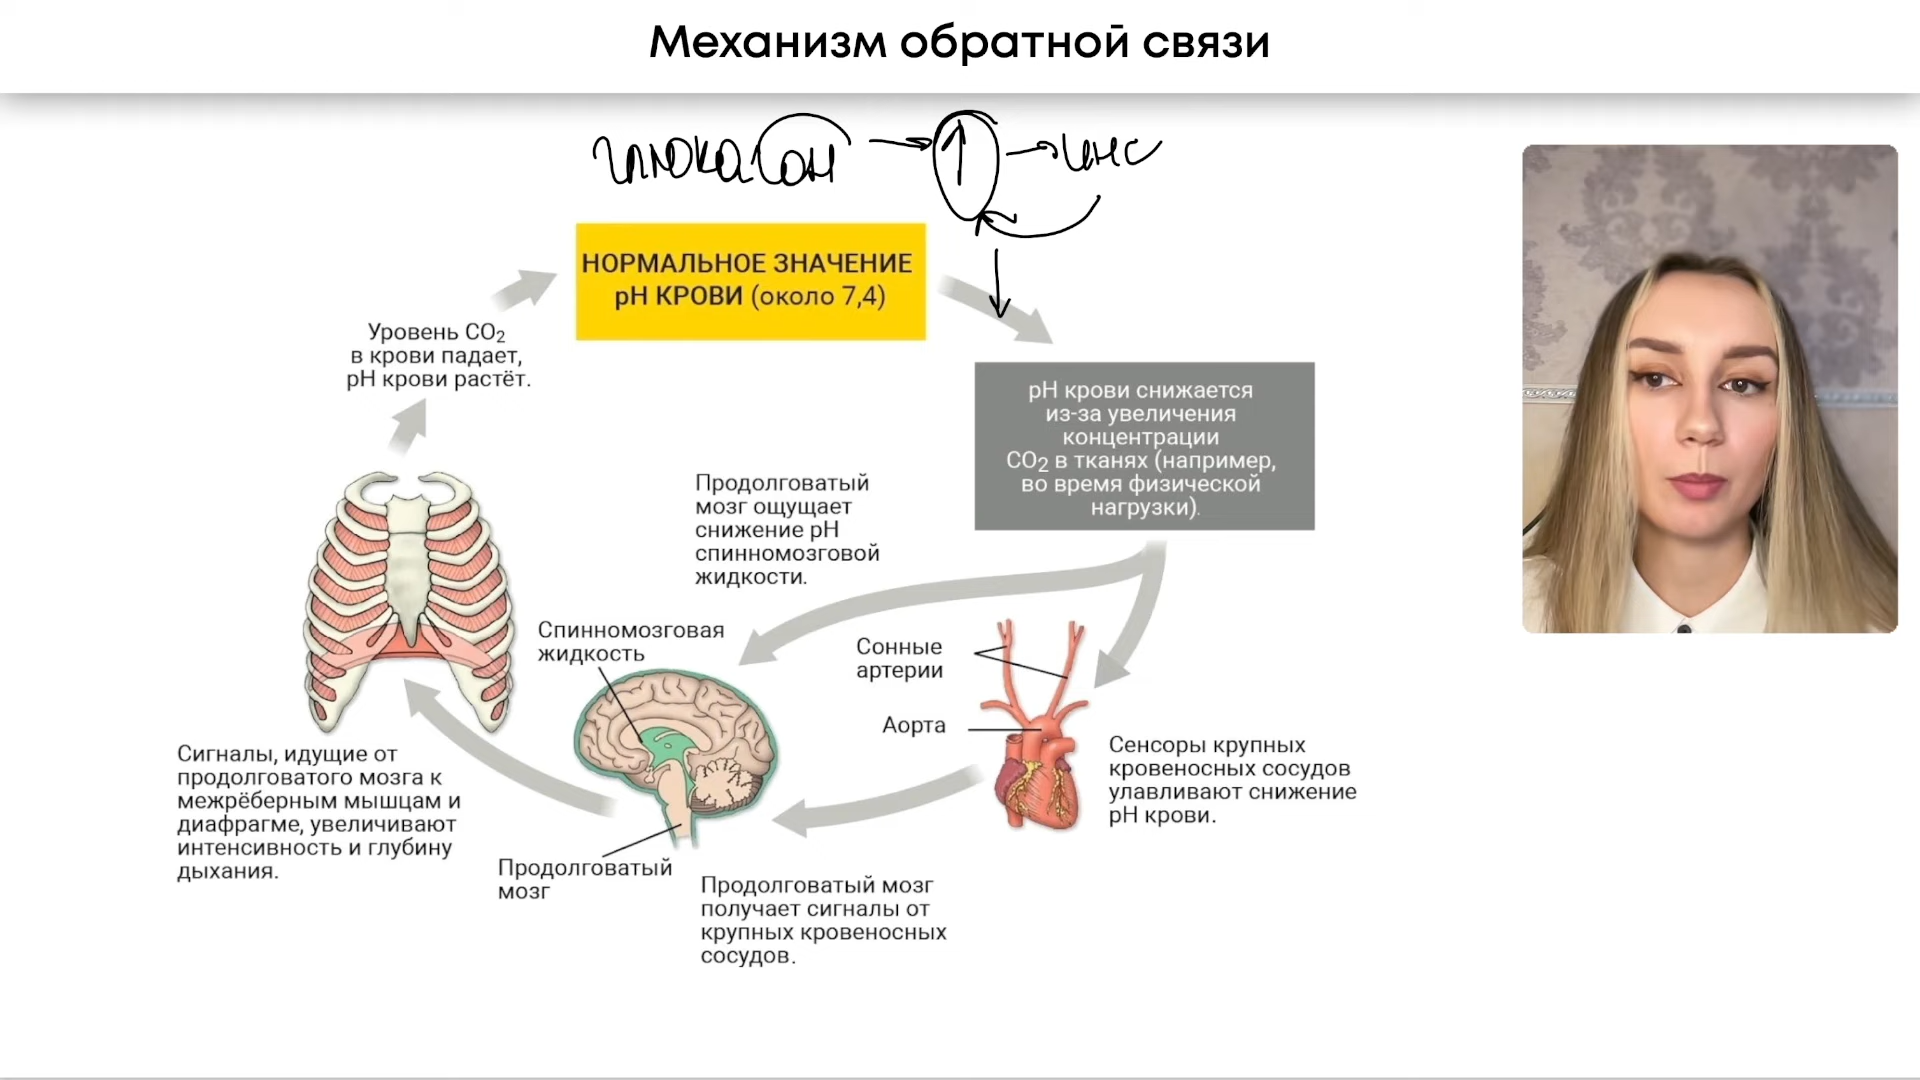 Механизм обратной связи
глюкагон
инс
НОРМАЛЬНОЕ ЗНАЧЕНИЕ
pH КРОВИ (около 7,4)
Уровень CO2
в крови падает,
pH крови растёт.
pH крови снижается
из-за увеличения
концентрации
CO2 в тканях (например,
во время физической
нагрузки).
Продолговатый
мозг ощущает
снижение pH
спинномозговой
жидкости.
Спинномозговая
жидкость
Сонные
артерии
Аорта
Сенсоры крупных
кровеносных сосудов
улавливают снижение
pH крови.
Сигналы, идущие от
продолговатого мозга к
межрёберным мышцам и
диафрагме, увеличивают
интенсивность и глубину
дыхания.
Продолговатый
мозг
Продолговатый мозг
получает сигналы от
крупных кровеносных
сосудов.